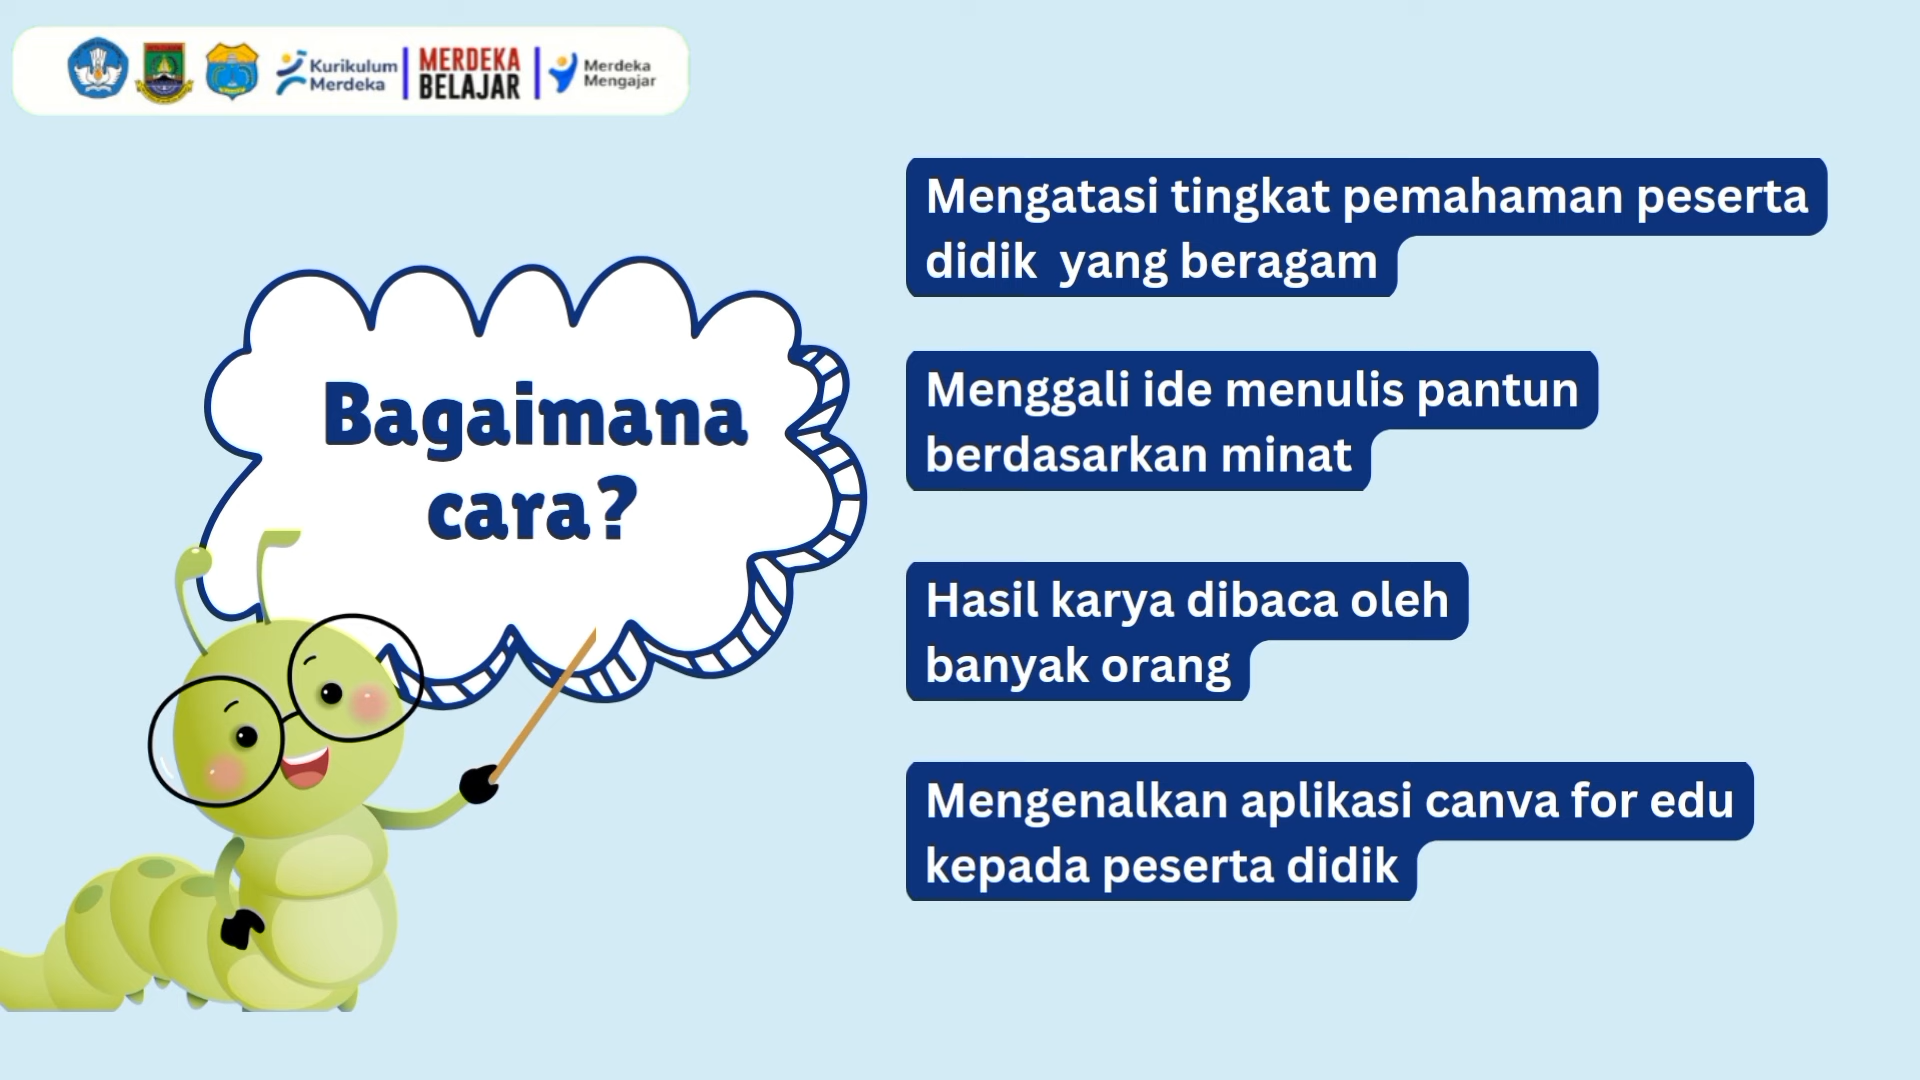 Kurikulum
Merdeka
MERDEKA
BELAJAR
Merdeka
Mengajar
Bagaimana
cara?
Mengatasi tingkat pemahaman peserta
didik  yang beragam
Menggali ide menulis pantun
berdasarkan minat
Hasil karya dibaca oleh
banyak orang
Mengenalkan aplikasi canva for edu
kepada peserta didik